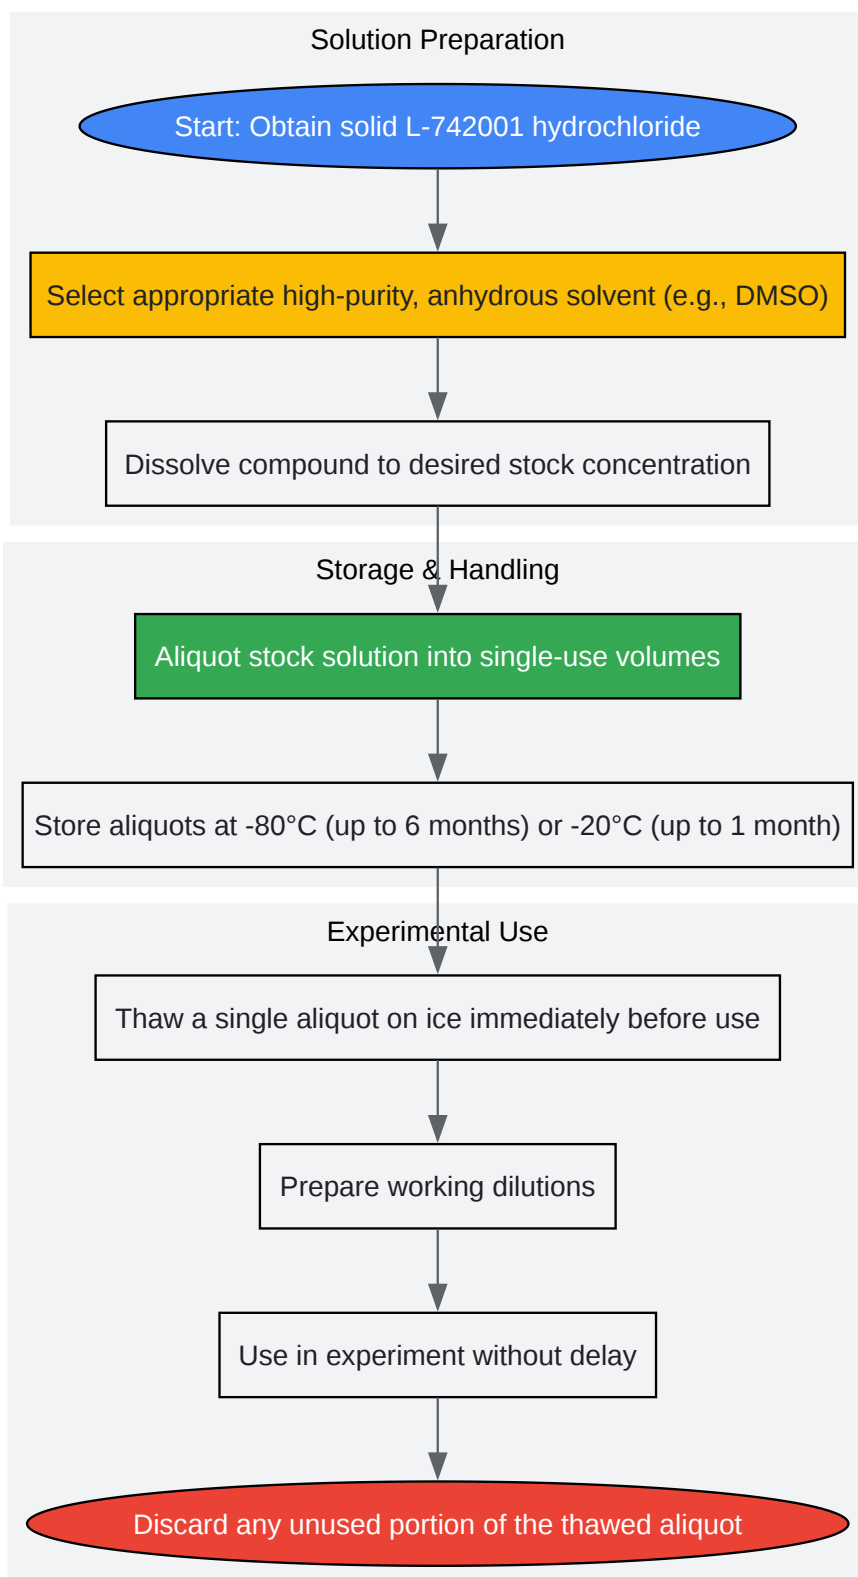 Solution Preparation
Start: Obtain solid L-742001 hydrochloride
Select appropriate high-purity, anhydrous solvent (e.g., DMSO)
Dissolve compound to desired stock concentration
Storage & Handling
Aliquot stock solution into single-use volumes
Store aliquots at -80°C (up to 6 months) or -20°C (up to 1 month)
Experimental Use
Thaw a single aliquot on ice immediately before use
Prepare working dilutions
Use in experiment without delay
Discard any unused portion of the thawed aliquot